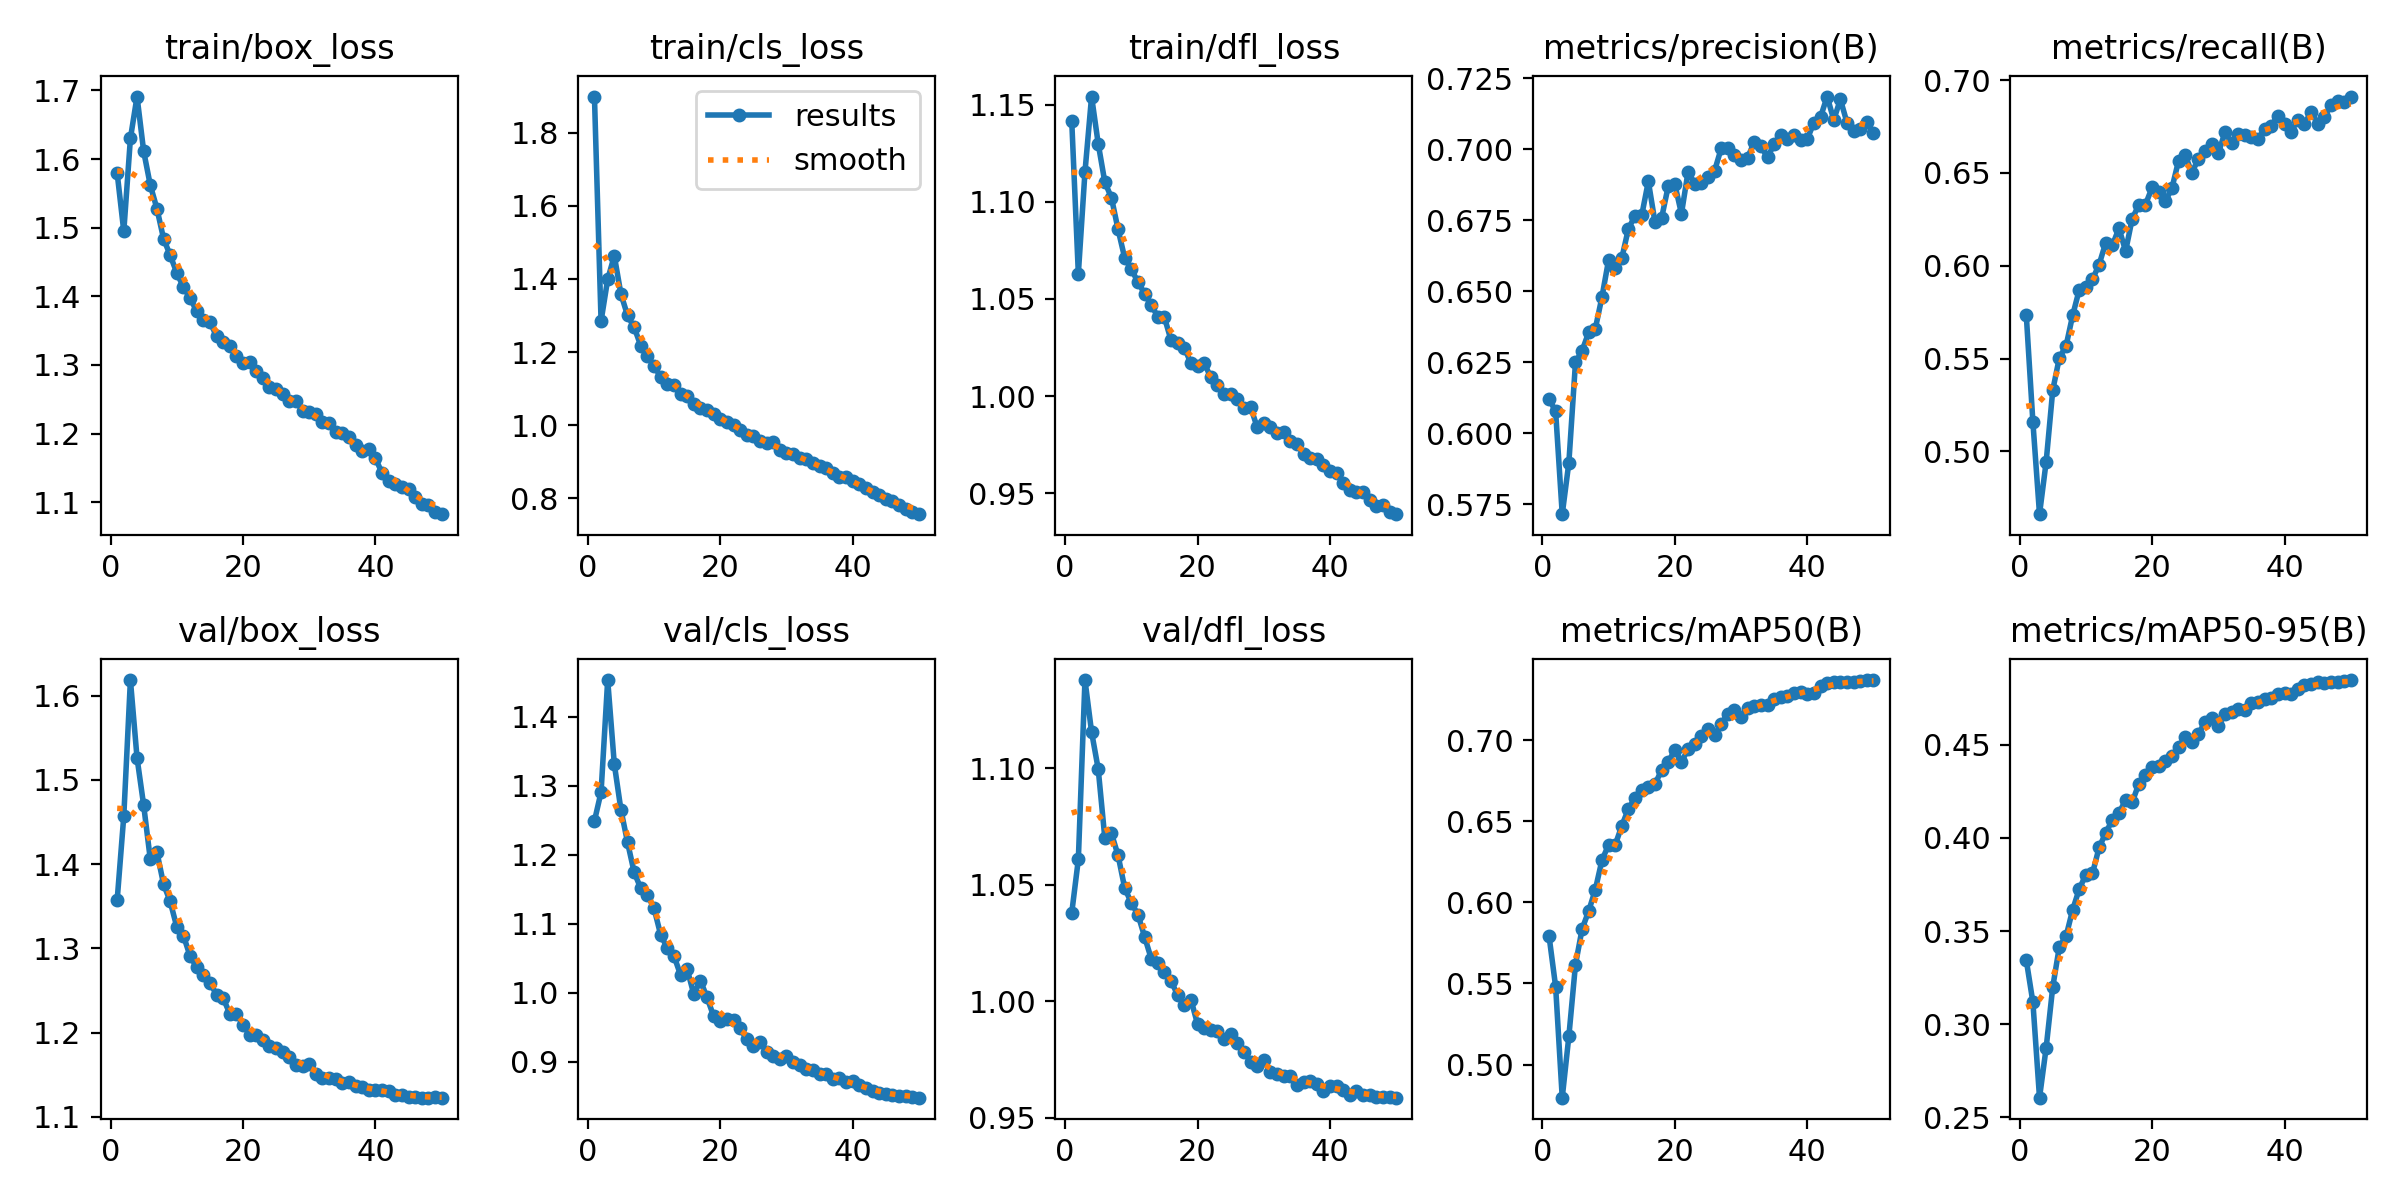 train/box_loss
1.7
1.6
1.5
1.4
1.3
1.2
1.1
0 20 40
train/cls_loss
results
smooth
1.8
1.6
1.4
1.2
1.0
0.8
0 20 40
train/dfl_loss
1.15
1.10
1.05
1.00
0.95
0 20 40
metrics/precision(B)
0.725
0.700
0.675
0.650
0.625
0.600
0.575
0 20 40
metrics/recall(B)
0.70
0.65
0.60
0.55
0.50
0 20 40
val/box_loss
1.6
1.5
1.4
1.3
1.2
1.1
0 20 40
val/cls_loss
1.4
1.3
1.2
1.1
1.0
0.9
0 20 40
val/dfl_loss
1.10
1.05
1.00
0.95
0 20 40
metrics/mAP50(B)
0.70
0.65
0.60
0.55
0.50
0 20 40
metrics/mAP50-95(B)
0.45
0.40
0.35
0.30
0.25
0 20 40